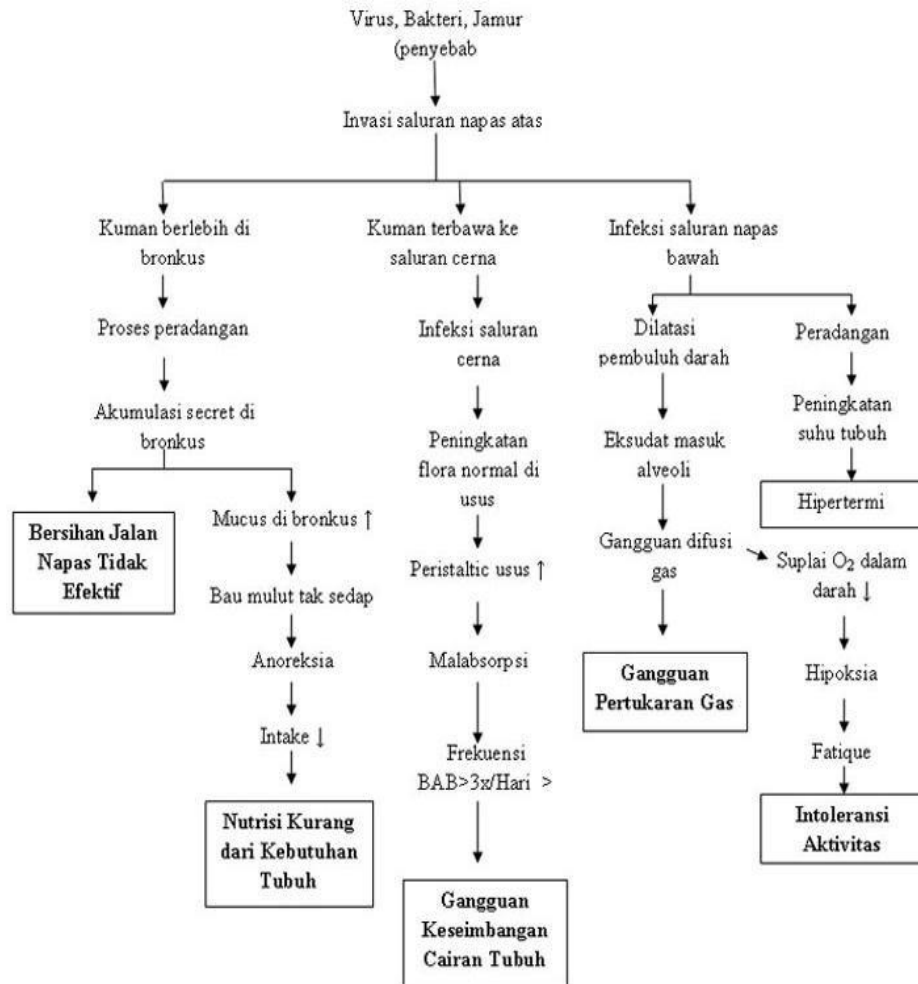 Virus, Bakteri, Jamur
(penyebab
Invasi saluran napas atas
Kuman berlebih di
bronkus
Proses peradangan
Akumulasi secret di
bronkus
Bersihan Jalan
Napas Tidak
Efektif
Mucus di bronkus ↑
Bau mulut tak sedap
Anoreksia
Intake ↓
Nutrisi Kurang
dari Kebutuhan
Tubuh
Kuman terbawa ke
saluran cerna
Infeksi saluran
cerna
Peningkatan
flora normal di
usus
Peristaltic usus ↑
Malabsorpsi
Frekuensi
BAB>3x/Hari >
Gangguan
Keseimbangan
Cairan Tubuh
Infeksi saluran napas
bawah
Dilatasi
pembuluh darah
Eksudat masuk
alveoli
Gangguan difusi
gas
Gangguan
Pertukaran Gas
Suplai O₂ dalam
darah ↓
Hipoksia
Fatique
Intoleransi
Aktivitas
Peradangan
Peningkatan
suhu tubuh
Hipertermi